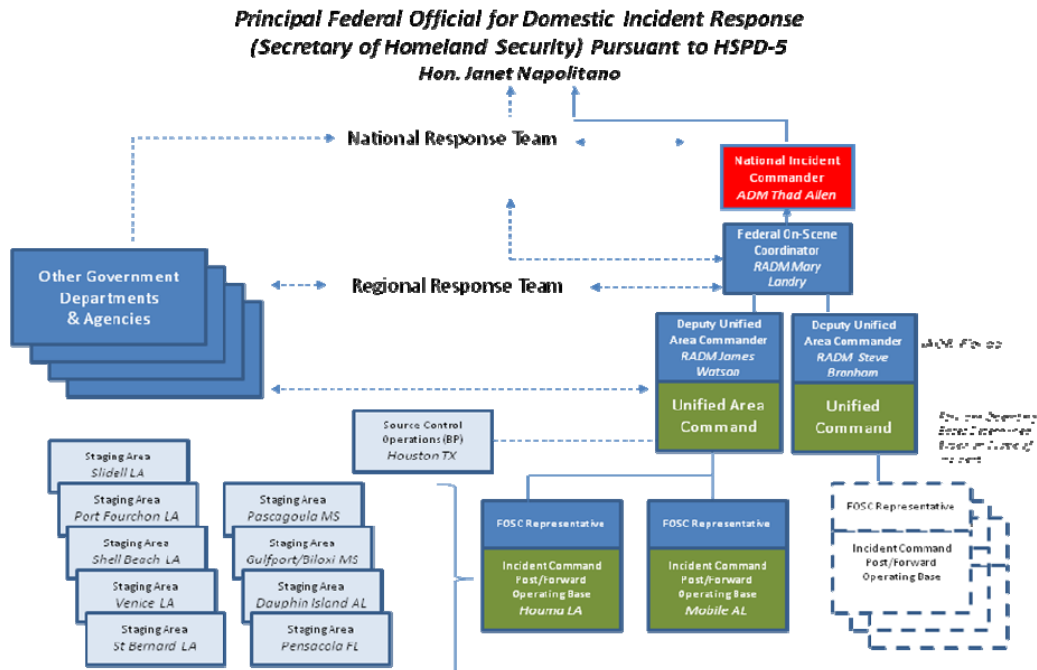 Principal Federal Official for Domestic Incident Response
(Secretary of Homeland Security) Pursuant to HSPD-5
Hon. Janet Napolitano
National Response Team
National Incident
Commander
ADM Thad Allen
Federal On-Scene
Coordinator
RADM Mary
Landry
Other Government
Departments
& Agencies
Regional Response Team
Deputy Unified
Area Commander
RADM James
Watson
Unified Area
Command
Deputy Unified
Area Commander
RADM Steve
Branham
Unified
Command
Source Control
Operations (BP)
Houston TX
Staging Area
Slidell LA
Staging Area
Port Fourchon LA
Staging Area
Shell Beach LA
Staging Area
Venice LA
Staging Area
St Bernard LA
Staging Area
Pascagoula MS
Staging Area
Gulfport/Biloxi MS
Staging Area
Dauphin Island AL
Staging Area
Pensacola FL
FOSC Representative
Incident Command
Post/Forward
Operating Base
Houma LA
FOSC Representative
Incident Command
Post/Forward
Operating Base
Mobile AL
FOSC Representative
Incident Command
Post/Forward
Operating Base